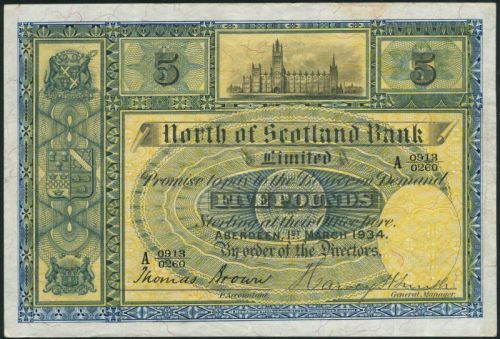 5 5
North of Scotland Bank
Limited
A 0913
0260
Promise to pay to the Bearer on Demand
FIVE POUNDS
Sterling at their Office here.
ABERDEEN, 1ST MARCH 1934.
A 0913
0260
By order of the Directors.
Thomas Brown
P. Accountant.
General Manager.